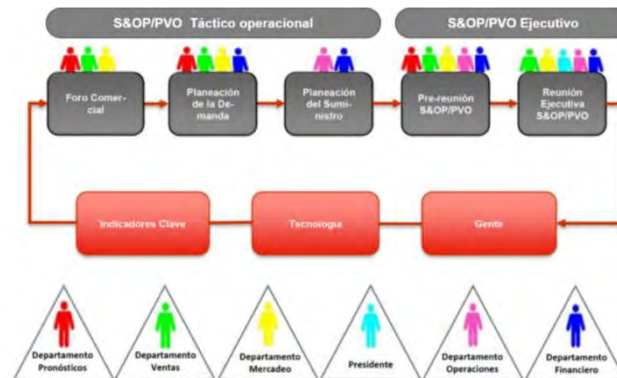 S&OP/PVO Táctico operacional
S&OP/PVO Ejecutivo
Foro Comer-
cial
Planeación
de la De-
manda
Planeación
del Sumi-
nistro
Pre-reunión
S&OP/PVO
Reunión
Ejecutiva
S&OP/PVO
Indicadores Clave
Tecnología
Gente
Departamento
Pronósticos
Departamento
Ventas
Departamento
Mercadeo
Presidente
Departamento
Operaciones
Departamento
Financiero